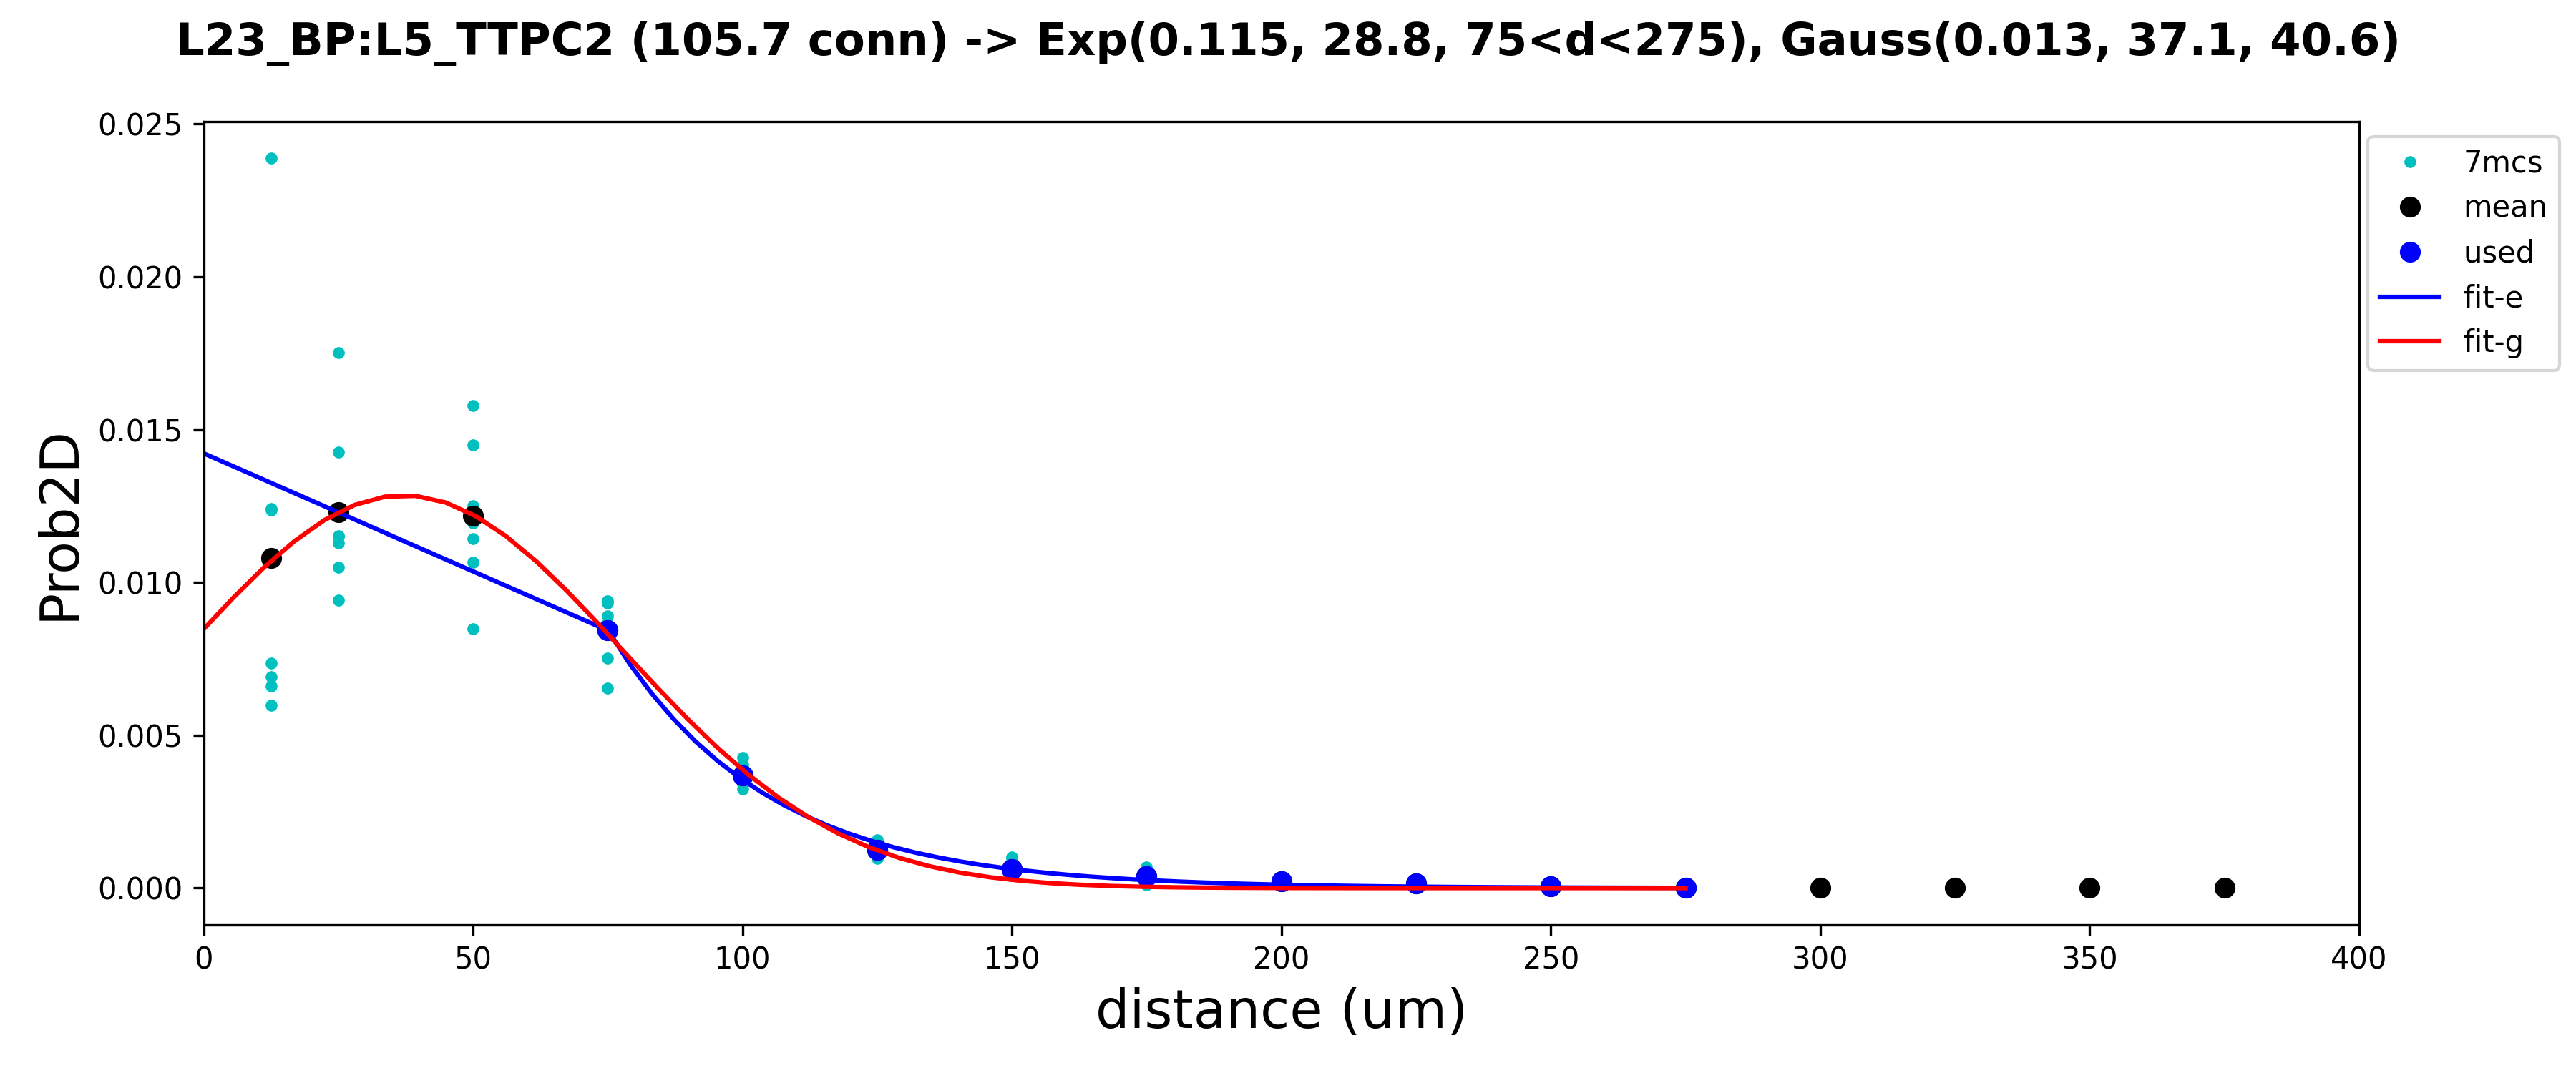 L23_BP:L5_TTPC2 (105.7 conn) -> Exp(0.115, 28.8, 75<d<275), Gauss(0.013, 37.1, 40.6)
0.025
0.020
0.015
0.010
0.005
0.000
Prob2D
0 50 100 150 200 250 300 350 400
distance (um)
7mcs
mean
used
fit-e
fit-g